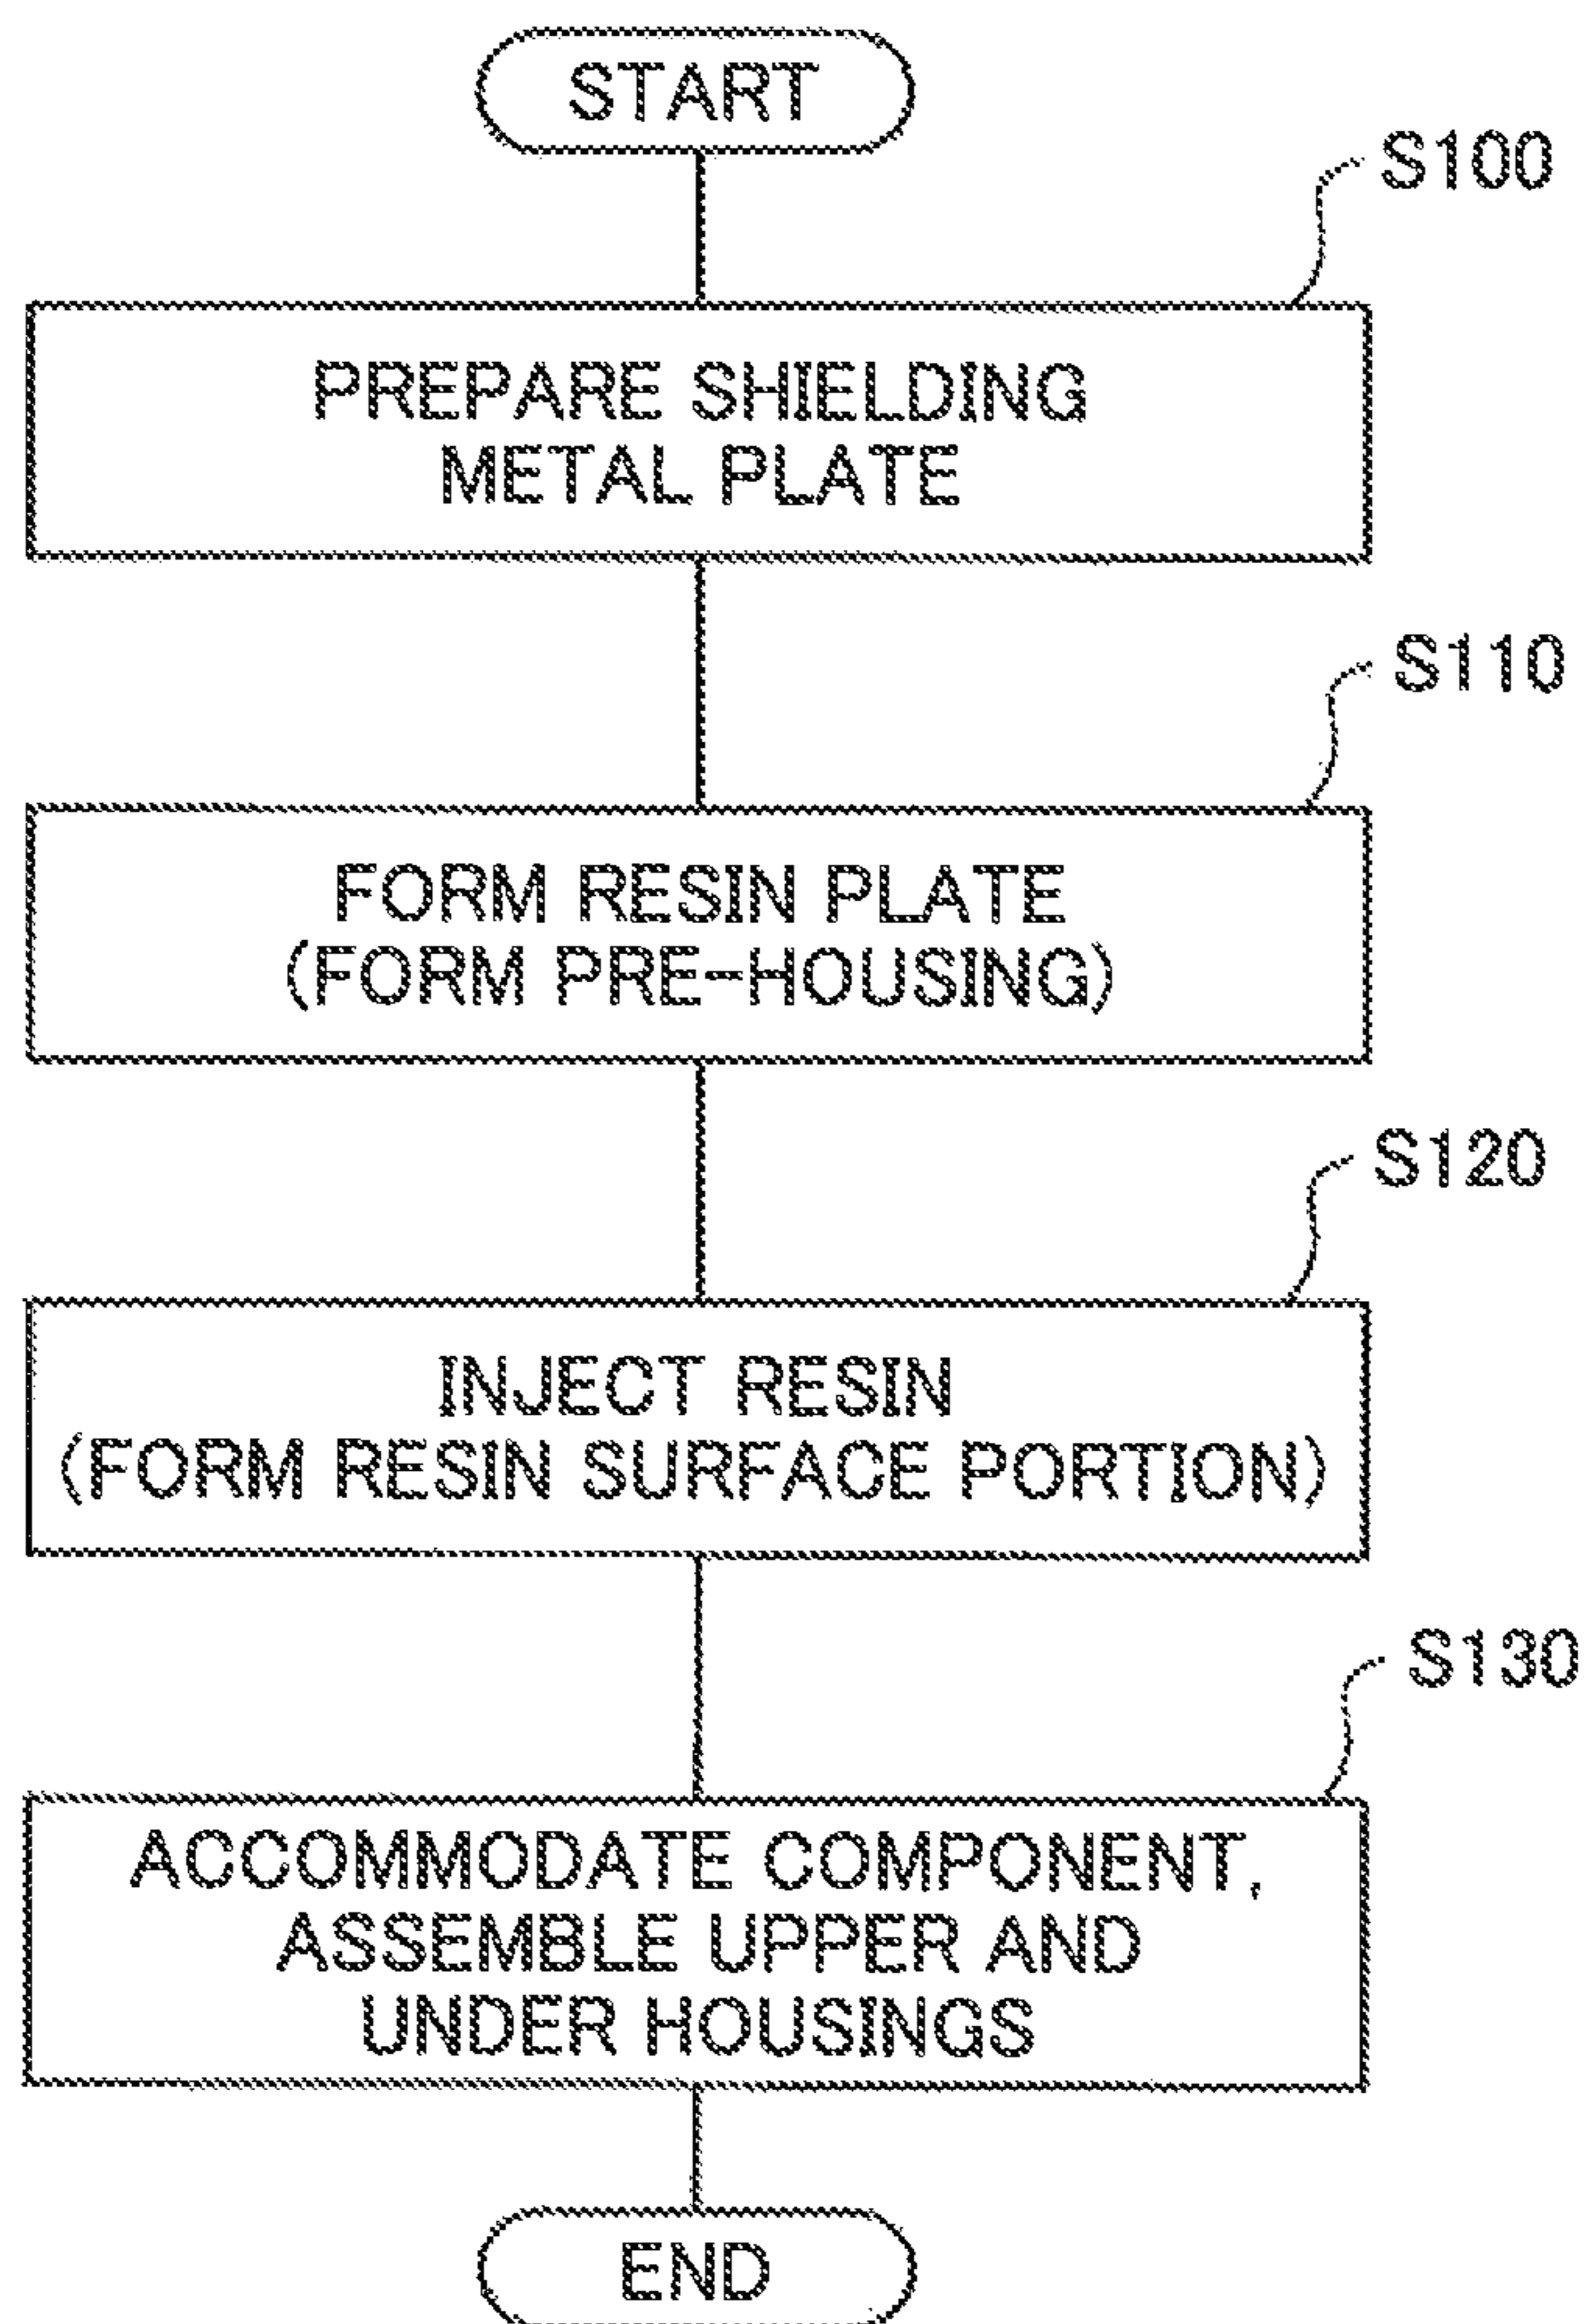 START
S100
PREPARE SHIELDING
METAL PLATE
S110
FORM RESIN PLATE
(FORM PRE-HOUSING)
S120
INJECT RESIN
(FORM RESIN SURFACE PORTION)
S130
ACCOMMODATE COMPONENT,
ASSEMBLE UPPER AND
UNDER HOUSINGS
END